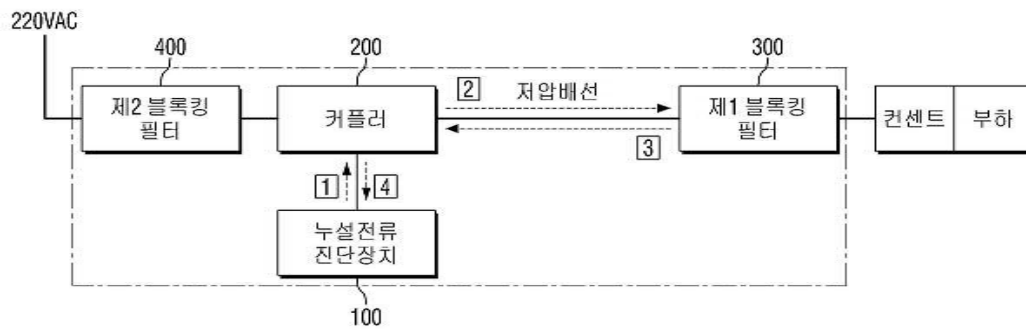 220VAC
400
200
300
제2 블록킹
필터
커플러
2
저압배선
제1 블록킹
필터
컨센트
부하
3
1
4
누설전류
진단장치
100